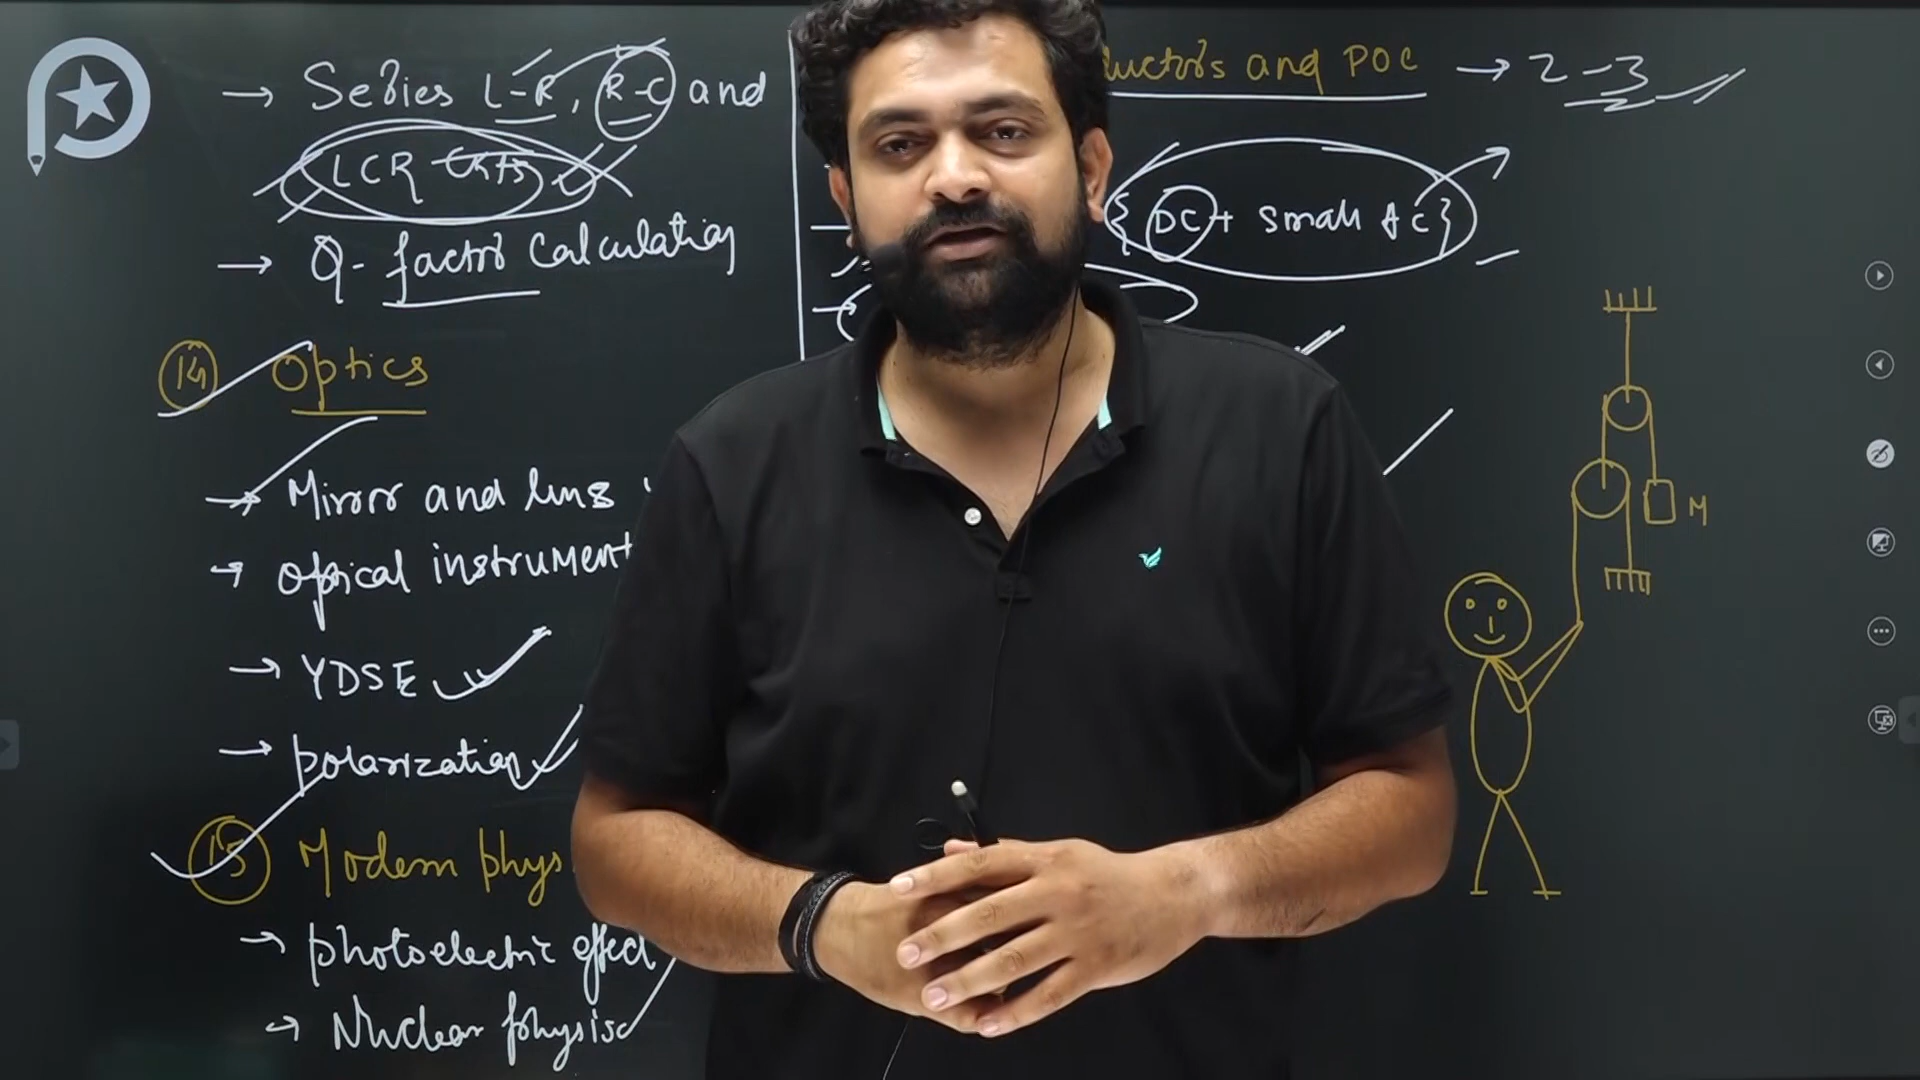 → Series L-R, R-C and
LCR Ckts
→ Q- factor Calculation
14 Optics
→ Mirror and lens
→ optical instrument
→ YDSE
→ polarization
15 Modern phys
→ photoelectric effect
→ Nuclear physics
uctors and POC → 2-3
{DC + small AC}
M